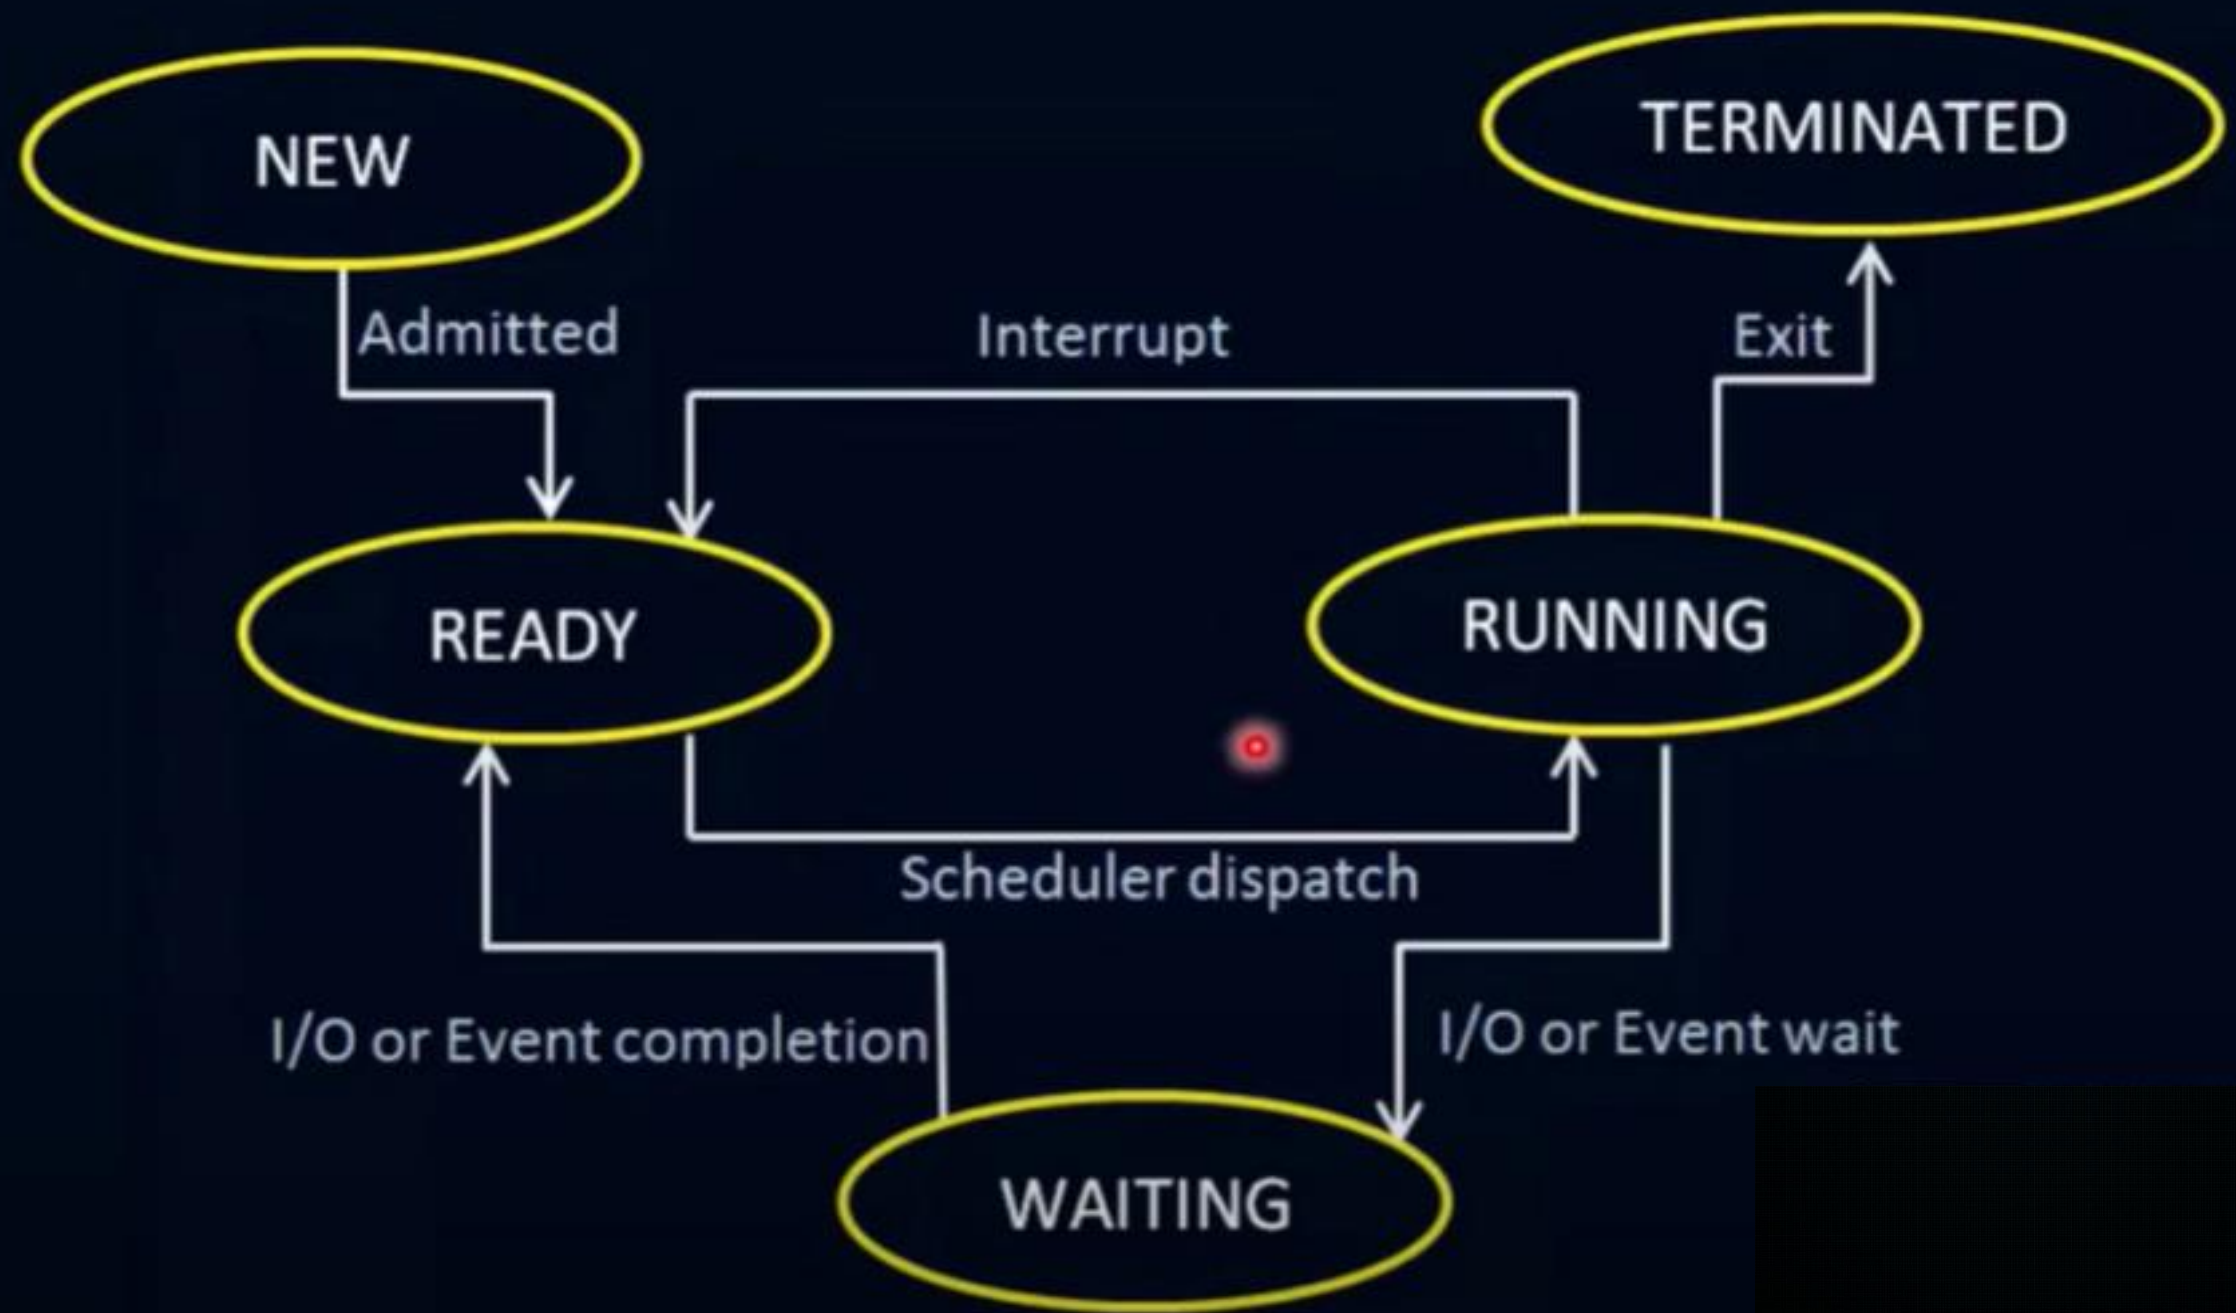 NEW
TERMINATED
Admitted
Interrupt
Exit
READY
RUNNING
Scheduler dispatch
I/O or Event completion
I/O or Event wait
WAITING